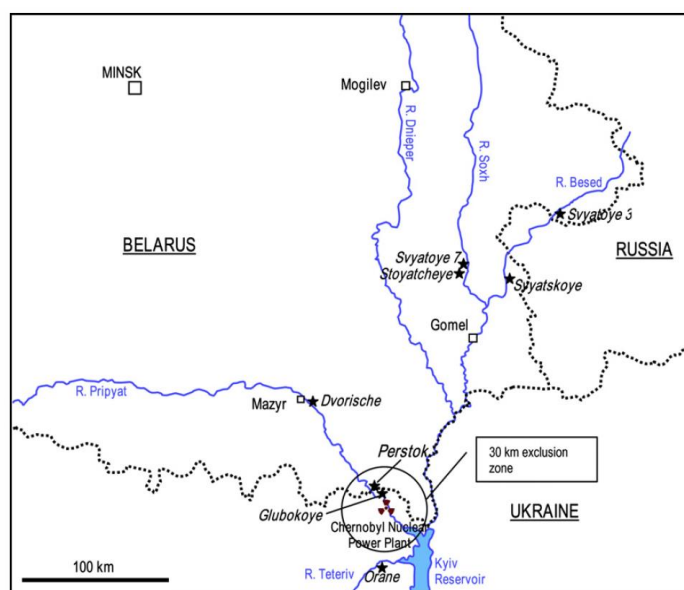 MINSK
Mogilev
R. Dnieper
R. Soxh
R. Besed
Svyatoye 3
BELARUS
RUSSIA
Svyatoye 7
Stoyatcheye
Svyatskoye
Gomel
R. Pripyat
Mazyr
Dvorische
Perstok
30 km exclusion
zone
Glubokoye
UKRAINE
Chernobyl Nuclear
Power Plant
100 km
R. Teteriv
Orane
Kyiv
Reservoir